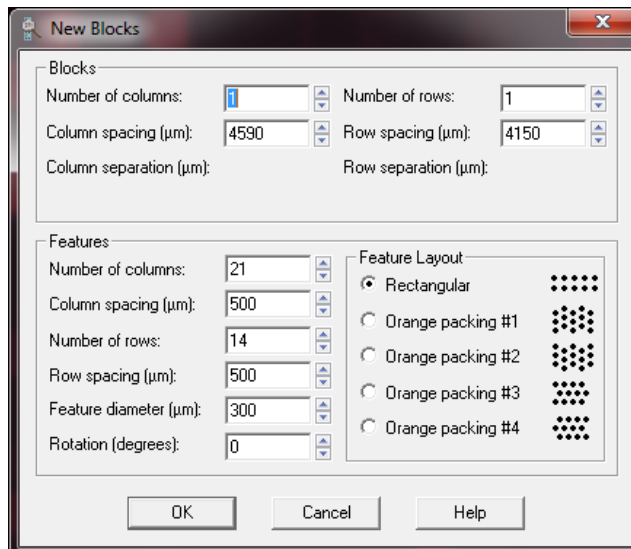 New Blocks
Blocks
Number of columns: 1 Number of rows: 1
Column spacing (µm): 4590 Row spacing (µm): 4150
Column separation (µm): Row separation (µm):
Features
Number of columns: 21
Column spacing (µm): 500
Number of rows: 14
Row spacing (µm): 500
Feature diameter (µm): 300
Rotation (degrees): 0
Feature Layout
Rectangular
Orange packing #1
Orange packing #2
Orange packing #3
Orange packing #4
OK Cancel Help